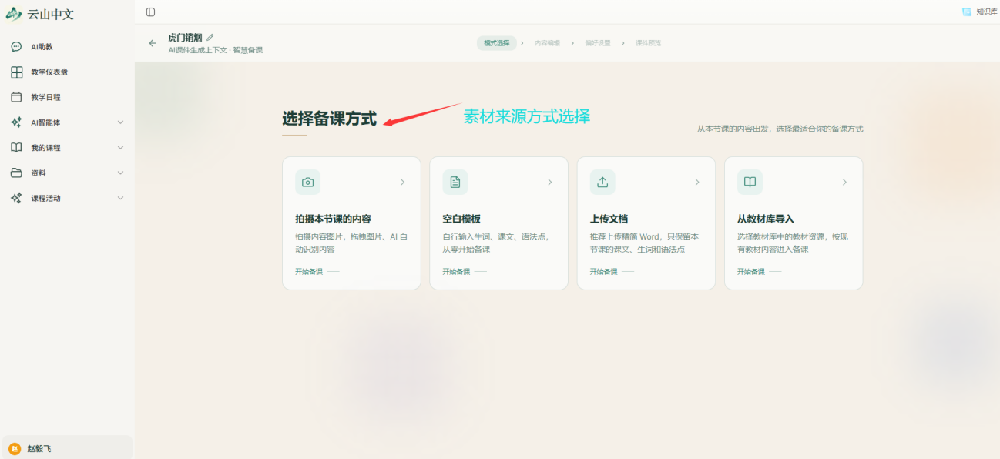 云山中文
知识库
虎门销烟
AI课件生成上下文 · 智慧备课
模式选择 > 内容编辑 > 偏好设置 > 课件预览
AI助教
教学仪表盘
教学日程
AI智能体
我的课程
资料
课程活动
赵 赵毅飞
选择备课方式
素材来源方式选择
从本节课的内容出发，选择最适合你的备课方式
拍摄本节课的内容
拍摄内容图片，拖拽图片、AI 自
动识别内容
开始备课
空白模板
自行输入生词、课文、语法点，
从零开始备课
开始备课
上传文档
推荐上传精简 Word，只保留本
节课的课文、生词和语法点
开始备课
从教材库导入
选择教材库中的教材资源，按现
有教材内容进入备课
开始备课